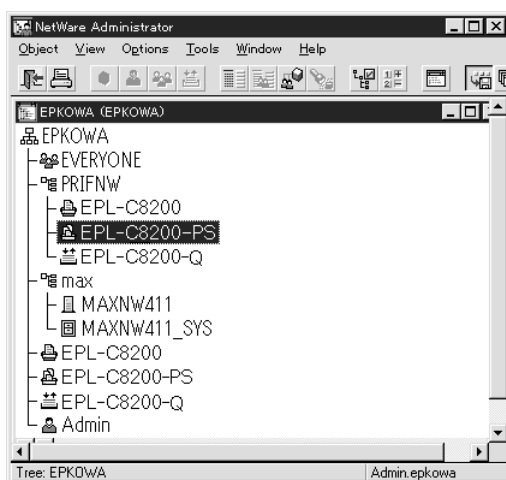 NetWare Administrator
Object View Options Tools Window Help
EPKOWA (EPKOWA)
EPKOWA
EVERYONE
PRIFNW
EPL-C8200
EPL-C8200-PS
EPL-C8200-Q
max
MAXNW411
MAXNW411_SYS
EPL-C8200
EPL-C8200-PS
EPL-C8200-Q
Admin
Tree: EPKOWA Admin.epkowa